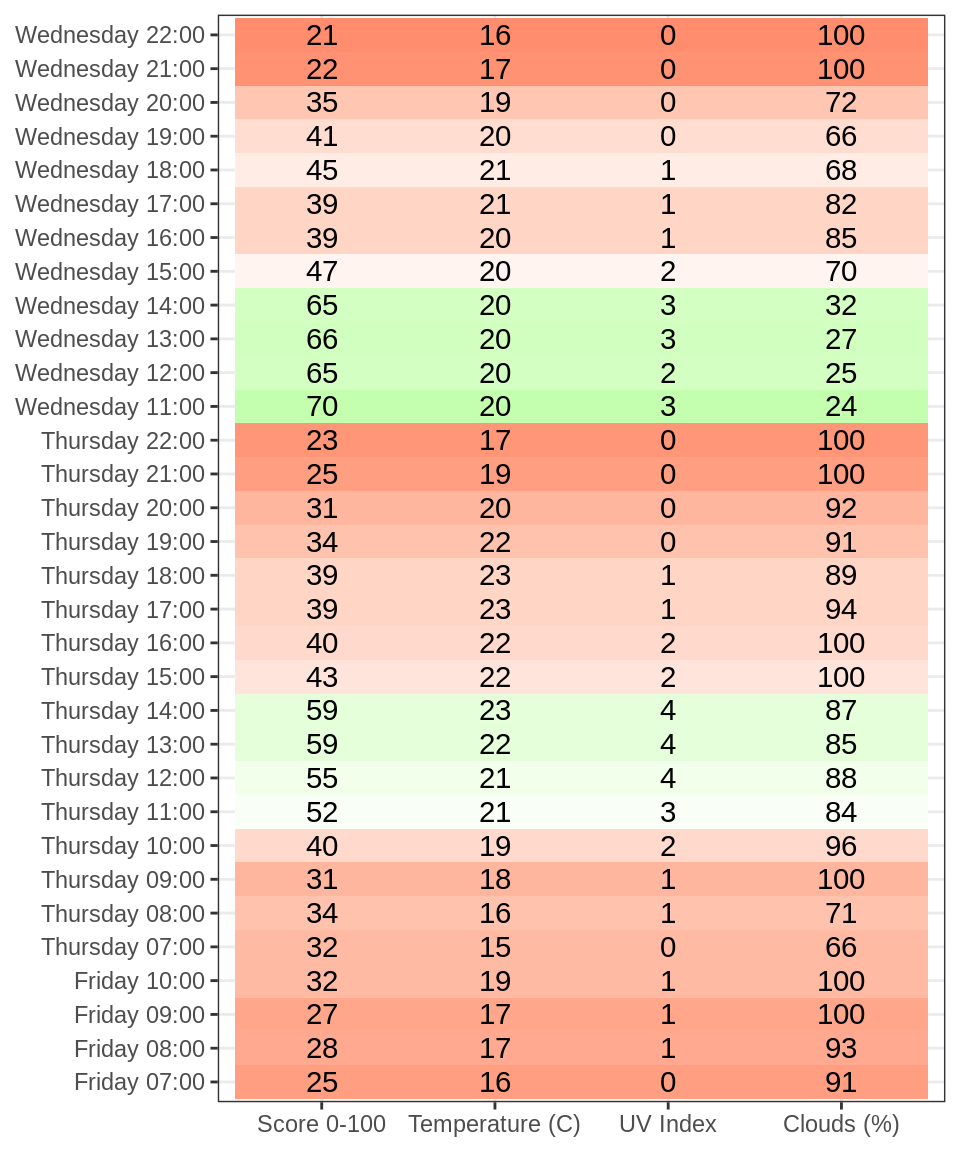 Wednesday 22:00 21 16 0 100
Wednesday 21:00 22 17 0 100
Wednesday 20:00 35 19 0 72
Wednesday 19:00 41 20 0 66
Wednesday 18:00 45 21 1 68
Wednesday 17:00 39 21 1 82
Wednesday 16:00 39 20 1 85
Wednesday 15:00 47 20 2 70
Wednesday 14:00 65 20 3 32
Wednesday 13:00 66 20 3 27
Wednesday 12:00 65 20 2 25
Wednesday 11:00 70 20 3 24
Thursday 22:00 23 17 0 100
Thursday 21:00 25 19 0 100
Thursday 20:00 31 20 0 92
Thursday 19:00 34 22 0 91
Thursday 18:00 39 23 1 89
Thursday 17:00 39 23 1 94
Thursday 16:00 40 22 2 100
Thursday 15:00 43 22 2 100
Thursday 14:00 59 23 4 87
Thursday 13:00 59 22 4 85
Thursday 12:00 55 21 4 88
Thursday 11:00 52 21 3 84
Thursday 10:00 40 19 2 96
Thursday 09:00 31 18 1 100
Thursday 08:00 34 16 1 71
Thursday 07:00 32 15 0 66
Friday 10:00 32 19 1 100
Friday 09:00 27 17 1 100
Friday 08:00 28 17 1 93
Friday 07:00 25 16 0 91
Score 0-100 Temperature (C) UV Index Clouds (%)